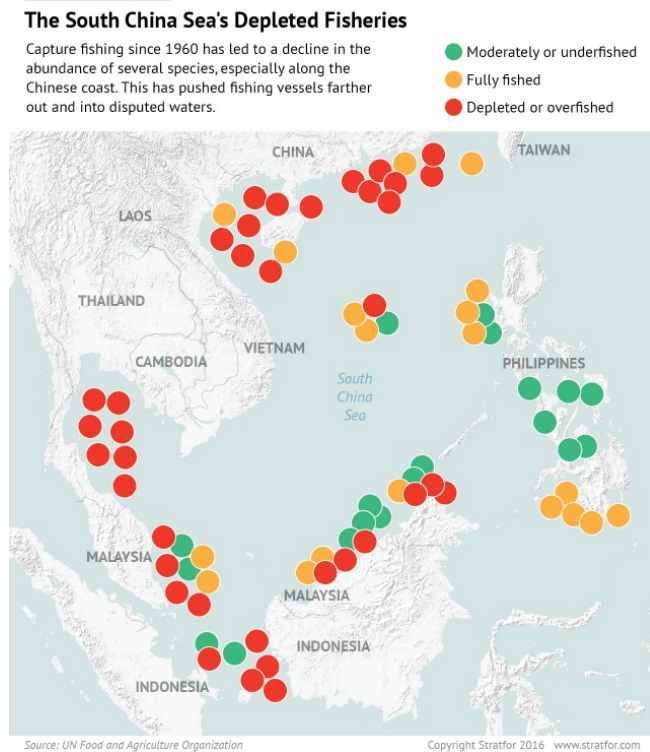 The South China Sea's Depleted Fisheries
Capture fishing since 1960 has led to a decline in the
abundance of several species, especially along the
Chinese coast. This has pushed fishing vessels farther
out and into disputed waters.
Moderately or underfished
Fully fished
Depleted or overfished
CHINA
TAIWAN
LAOS
THAILAND
CAMBODIA
VIETNAM
South
China
Sea
PHILIPPINES
MALAYSIA
MALAYSIA
INDONESIA
INDONESIA
Source: UN Food and Agriculture Organization
Copyright Stratfor 2016 www.stratfor.com